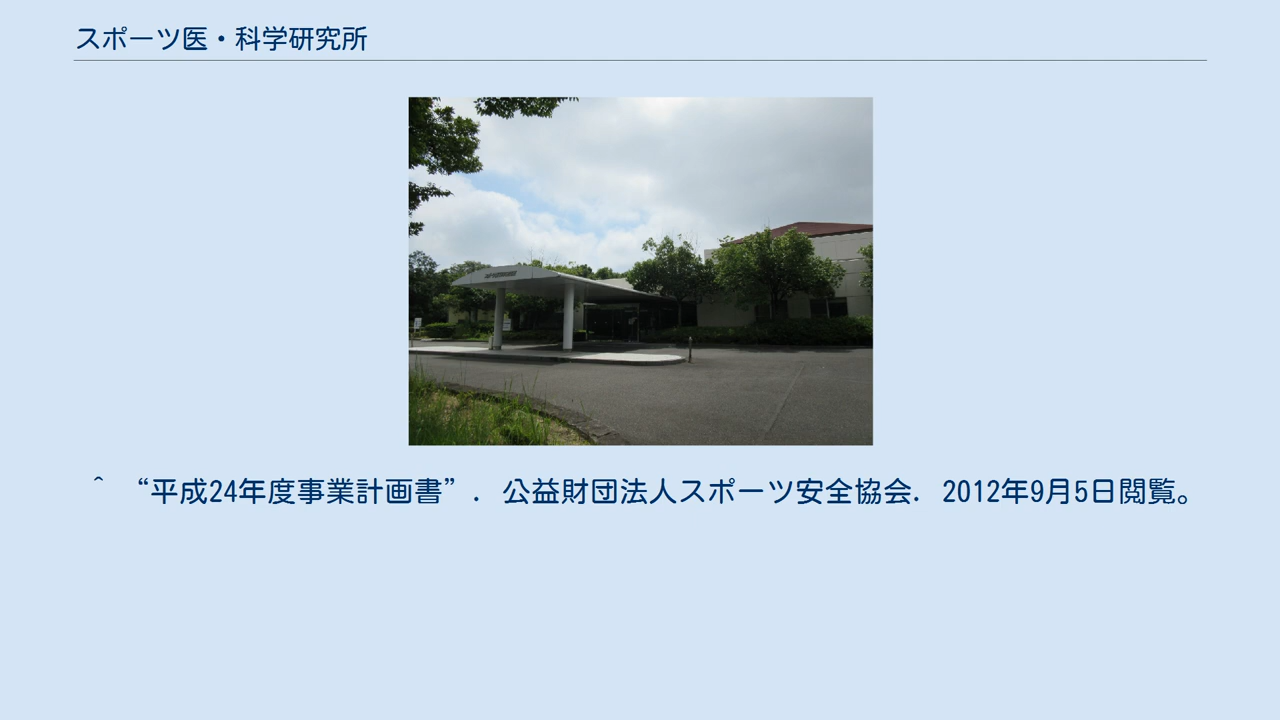 スポーツ医・科学研究所
^ “平成24年度事業計画書”. 公益財団法人スポーツ安全協会. 2012年9月5日閲覧。